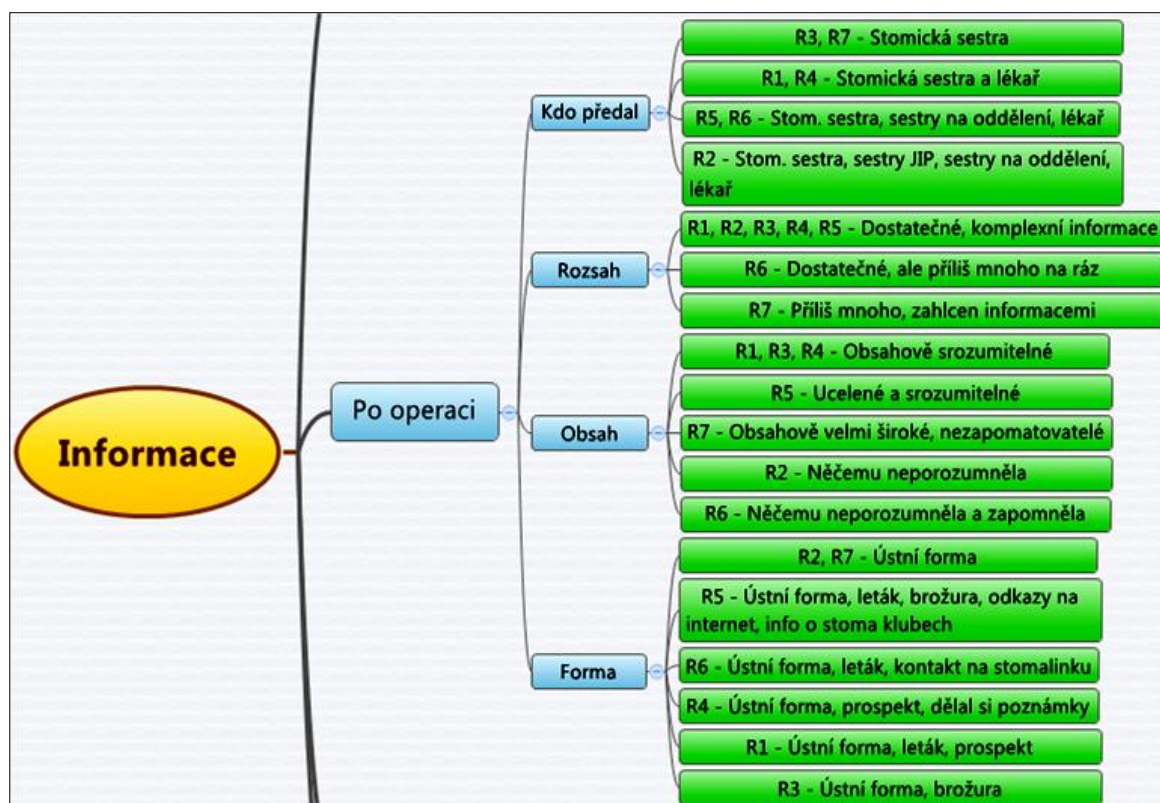 Informace
Po operaci
Kdo předal
R3, R7 - Stomická sestra
R1, R4 - Stomická sestra a lékař
R5, R6 - Stom. sestra, sestry na oddělení, lékař
R2 - Stom. sestra, sestry JIP, sestry na oddělení,
lékař
Rozsah
R1, R2, R3, R4, R5 - Dostatečné, komplexní informace
R6 - Dostatečné, ale příliš mnoho na ráz
R7 - Příliš mnoho, zahlcen informacemi
Obsah
R1, R3, R4 - Obsahově srozumitelné
R5 - Ucelené a srozumitelné
R7 - Obsahově velmi široké, nezapomatovatelé
R2 - Něčemu neporozumněla
R6 - Něčemu neporozumněla a zapomněla
Forma
R2, R7 - Ústní forma
R5 - Ústní forma, leták, brožura, odkazy na
internet, info o stoma klubech
R6 - Ústní forma, leták, kontakt na stomalinku
R4 - Ústní forma, prospekt, dělal si poznámky
R1 - Ústní forma, leták, prospekt
R3 - Ústní forma, brožura